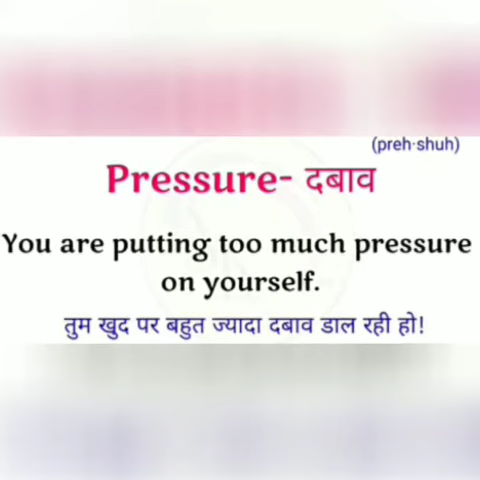 (preh·shuh)
Pressure- दबाव
You are putting too much pressure
on yourself.
तुम खुद पर बहुत ज्यादा दबाव डाल रही हो!